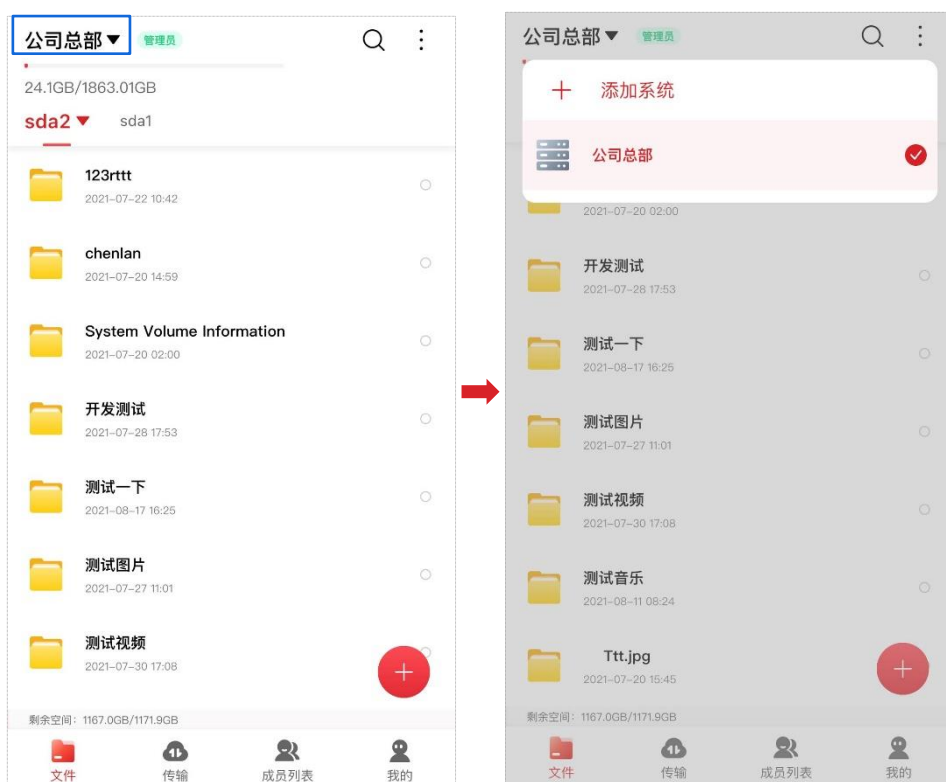 公司总部▼ 管理员
24.1GB/1863.01GB
sda2▼ sda1
123rttt
2021-07-22 10:42
chenlan
2021-07-20 14:59
System Volume Information
2021-07-20 02:00
开发测试
2021-07-28 17:53
测试一下
2021-08-17 16:25
测试图片
2021-07-27 11:01
测试视频
2021-07-30 17:08
剩余空间：1167.0GB/1171.9GB
文件 传输 成员列表 我的
公司总部▼ 管理员
添加系统
公司总部
2021-07-20 02:00
开发测试
2021-07-28 17:53
测试一下
2021-08-17 16:25
测试图片
2021-07-27 11:01
测试视频
2021-07-30 17:08
测试音乐
2021-08-11 08:24
Ttt.jpg
2021-07-20 15:45
剩余空间：1167.0GB/1171.9GB
文件 传输 成员列表 我的